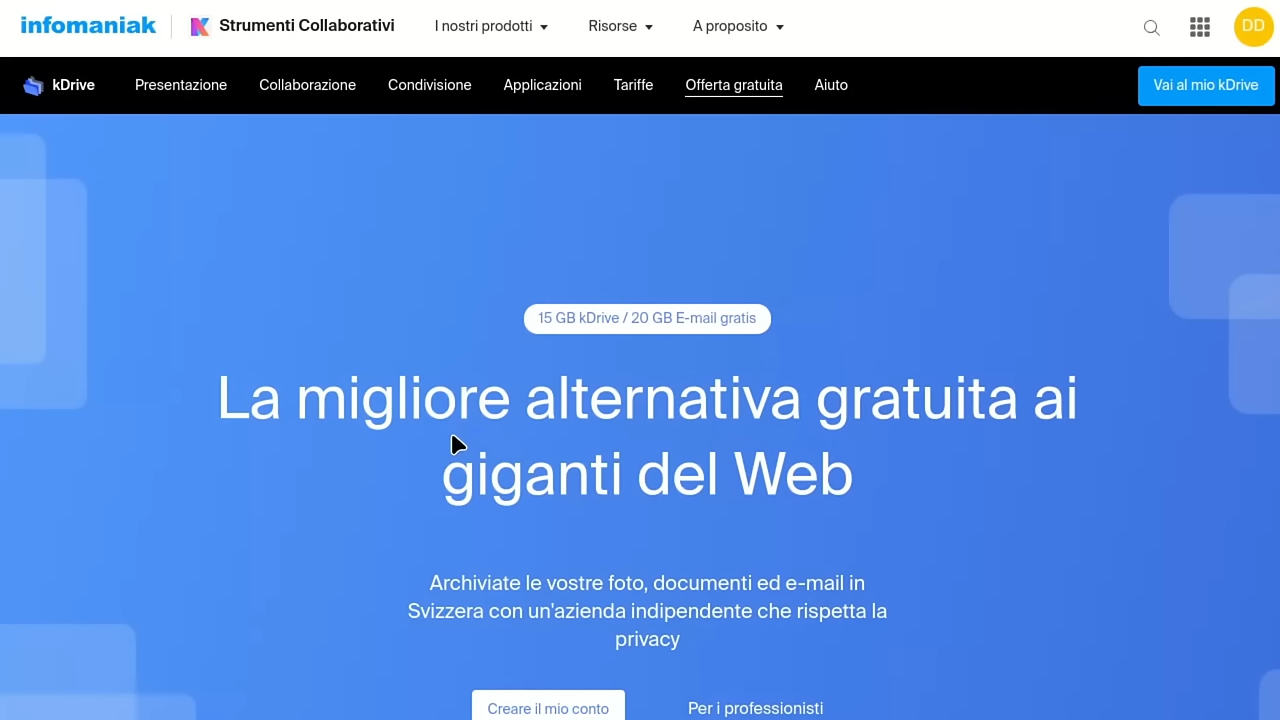 infomaniak Strumenti Collaborativi I nostri prodotti Risorse A proposito DD
kDrive Presentazione Collaborazione Condivisione Applicazioni Tariffe Offerta gratuita Aiuto Vai al mio kDrive
15 GB kDrive / 20 GB E-mail gratis
La migliore alternativa gratuita ai
giganti del Web
Archiviate le vostre foto, documenti ed e-mail in
Svizzera con un'azienda indipendente che rispetta la
privacy
Creare il mio conto Per i professionisti